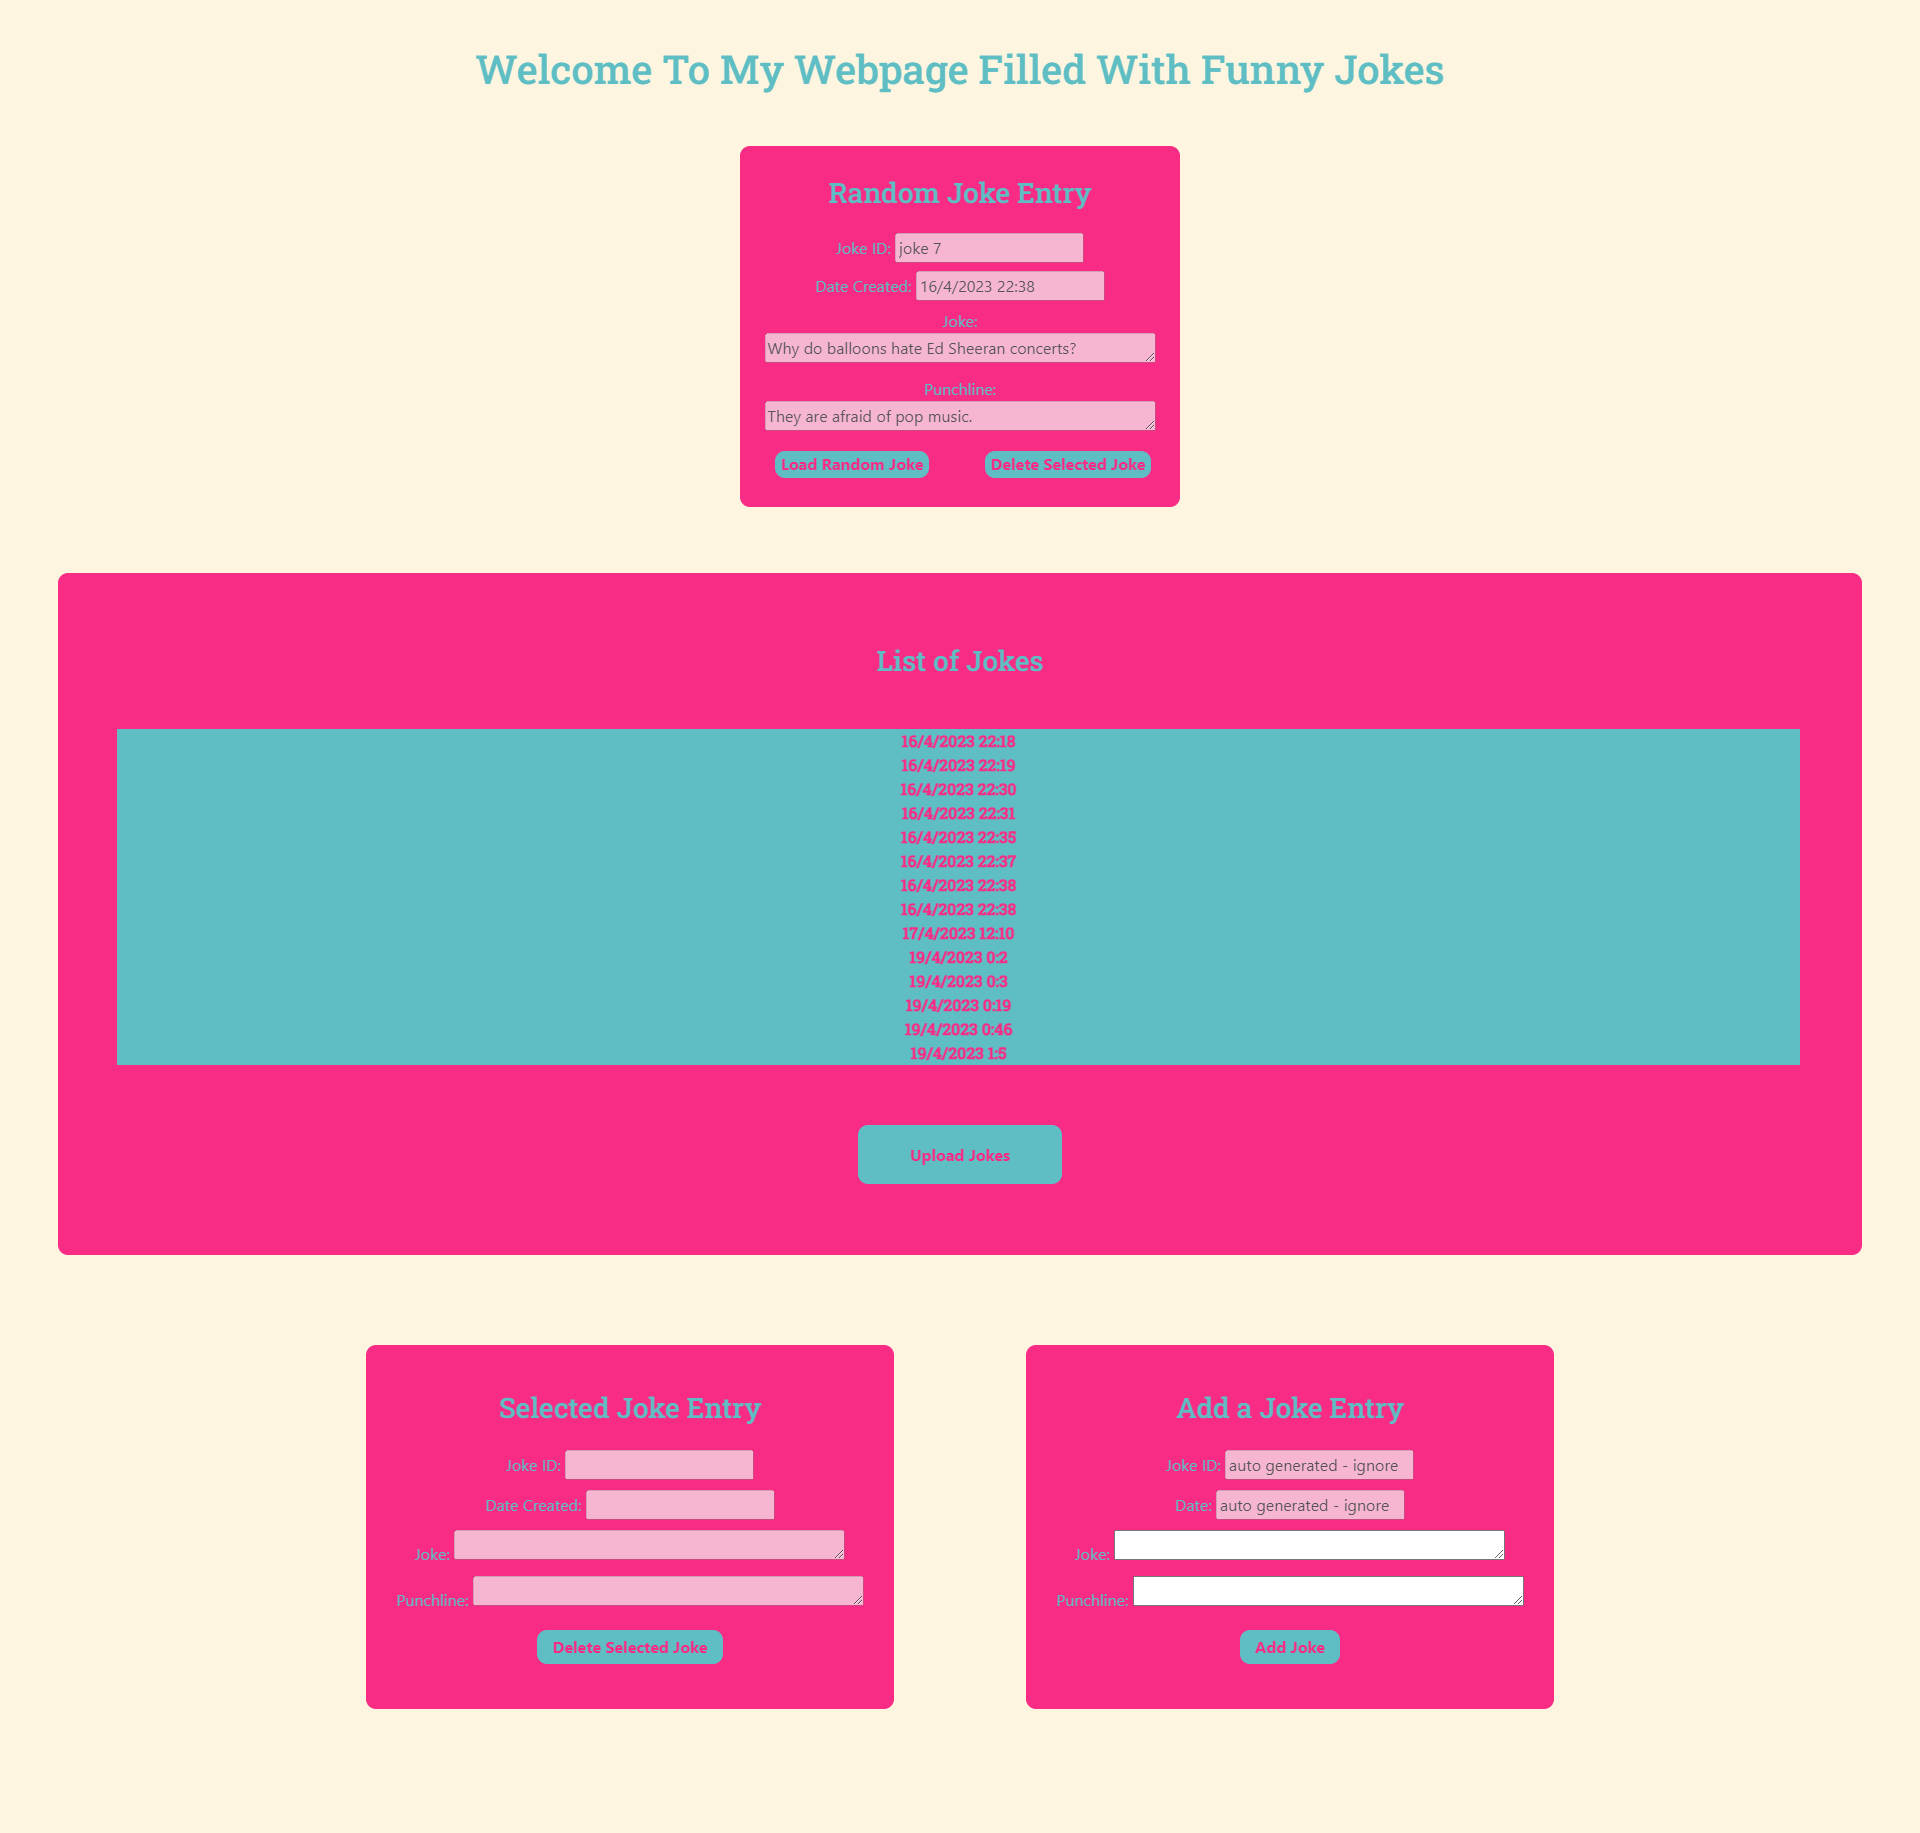 Welcome To My Webpage Filled With Funny Jokes
Random Joke Entry
Joke ID: joke 7
Date Created: 16/4/2023 22:38
Joke:
Why do balloons hate Ed Sheeran concerts?
Punchline:
They are afraid of pop music.
Load Random Joke Delete Selected Joke
List of Jokes
16/4/2023 22:18
16/4/2023 22:19
16/4/2023 22:30
16/4/2023 22:31
16/4/2023 22:35
16/4/2023 22:37
16/4/2023 22:38
16/4/2023 22:38
17/4/2023 12:10
19/4/2023 0:2
19/4/2023 0:3
19/4/2023 0:19
19/4/2023 0:46
19/4/2023 1:5
Upload Jokes
Selected Joke Entry
Joke ID:
Date Created:
Joke:
Punchline:
Delete Selected Joke
Add a Joke Entry
Joke ID: auto generated - ignore
Date: auto generated - ignore
Joke:
Punchline:
Add Joke